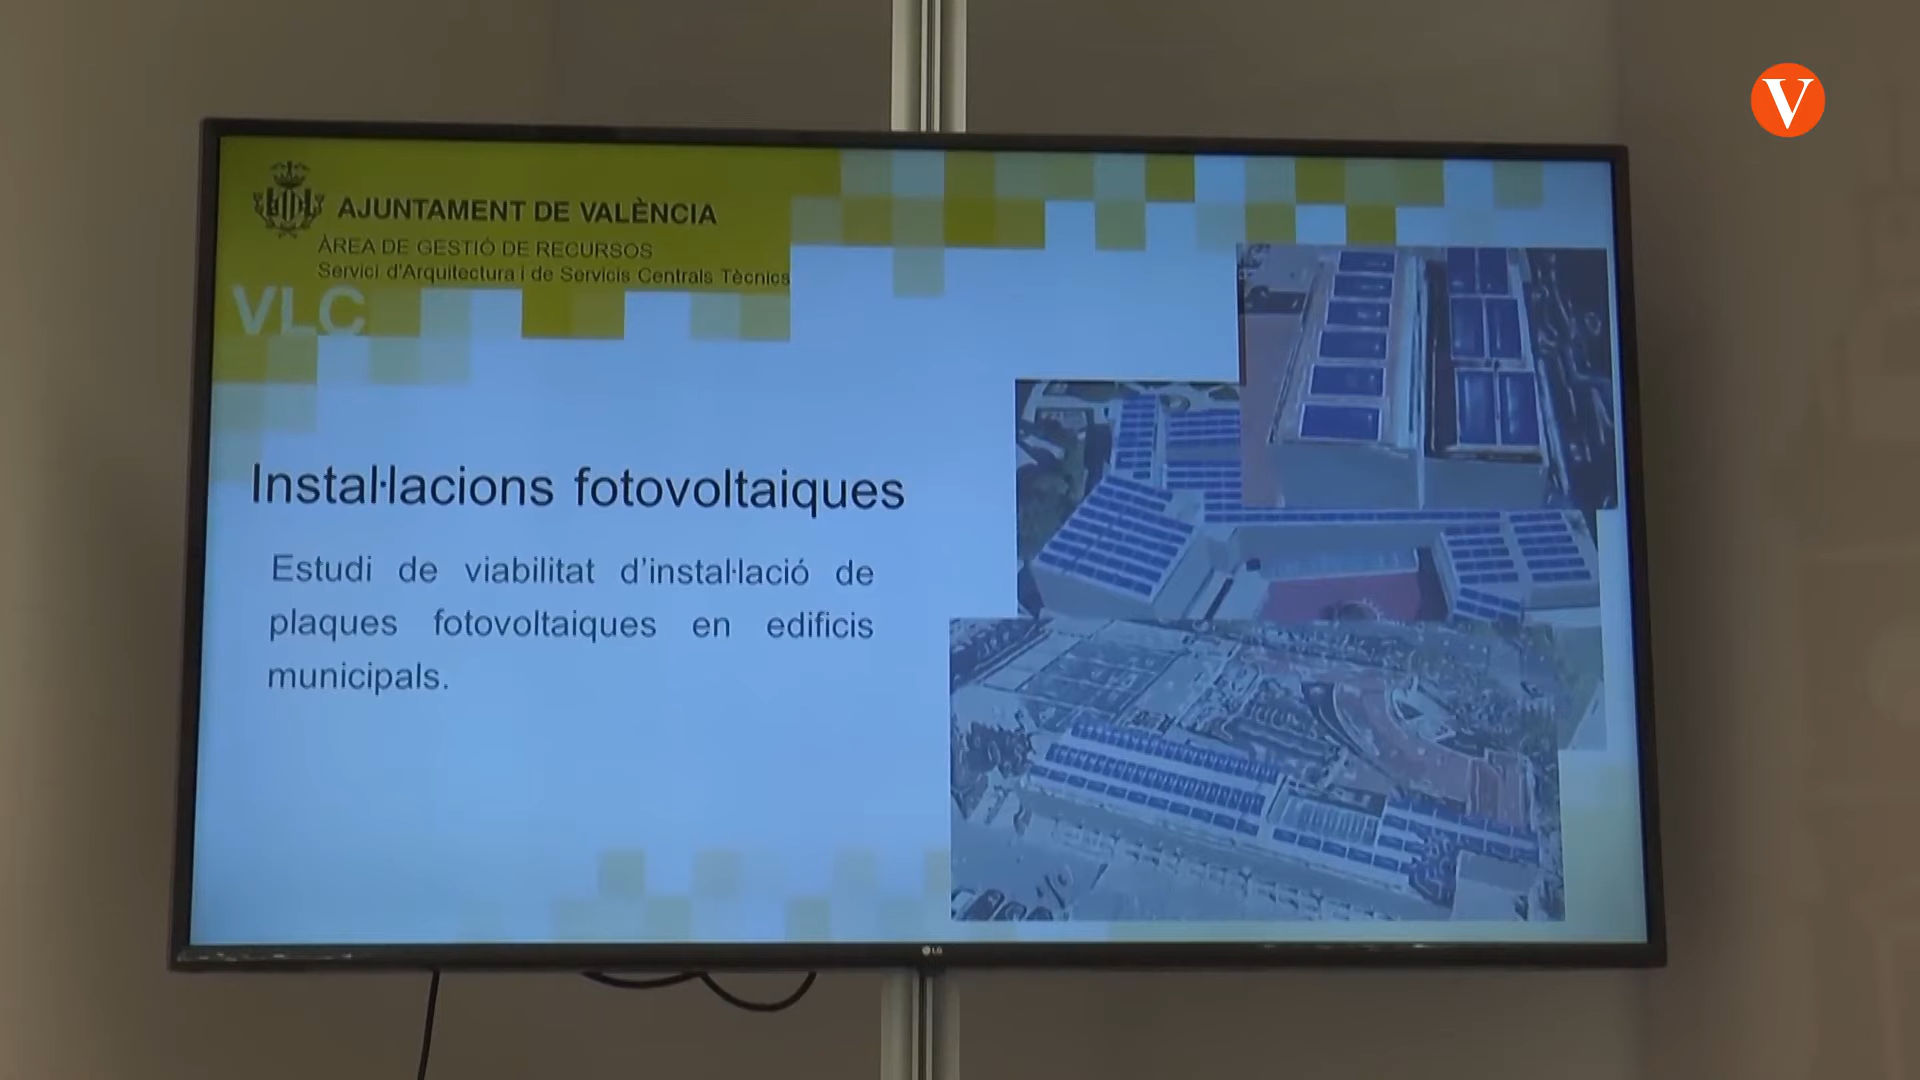 V
AJUNTAMENT DE VALÈNCIA
ÀREA DE GESTIÓ DE RECURSOS
Servici d'Arquitectura i de Servicis Centrals Tècnics
VLC
Instal·lacions fotovoltaiques
Estudi de viabilitat d'instal·lació de
plaques fotovoltaiques en edificis
municipals.
LG